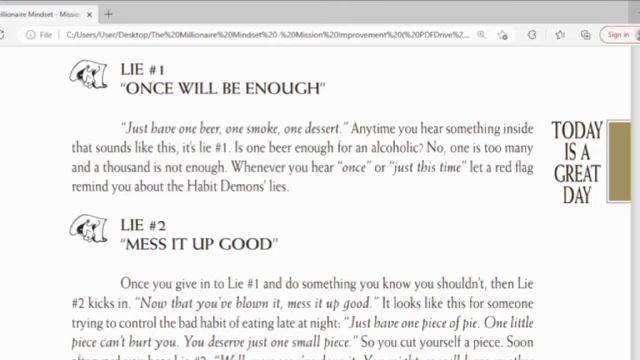 Millionaire Mindset - Mission
File
C:/Users/User/Desktop/The%20Millionaire%20Mindset%20-%20Mission%20Improvement%20(%20PDFDrive%2...
Sign in
LIE #1
"ONCE WILL BE ENOUGH"
"Just have one beer, one smoke, one dessert." Anytime you hear something inside
that sounds like this, it's lie #1. Is one beer enough for an alcoholic? No, one is too many
and a thousand is not enough. Whenever you hear "once" or "just this time" let a red flag
remind you about the Habit Demons' lies.
TODAY
IS A
GREAT
DAY
LIE #2
"MESS IT UP GOOD"
Once you give in to Lie #1 and do something you know you shouldn't, then Lie
#2 kicks in. "Now that you've blown it, mess it up good." It looks like this for someone
trying to control the bad habit of eating late at night: "Just have one piece of pie. One little
piece can't hurt you. You deserve just one small piece." So you cut yourself a piece. Soon